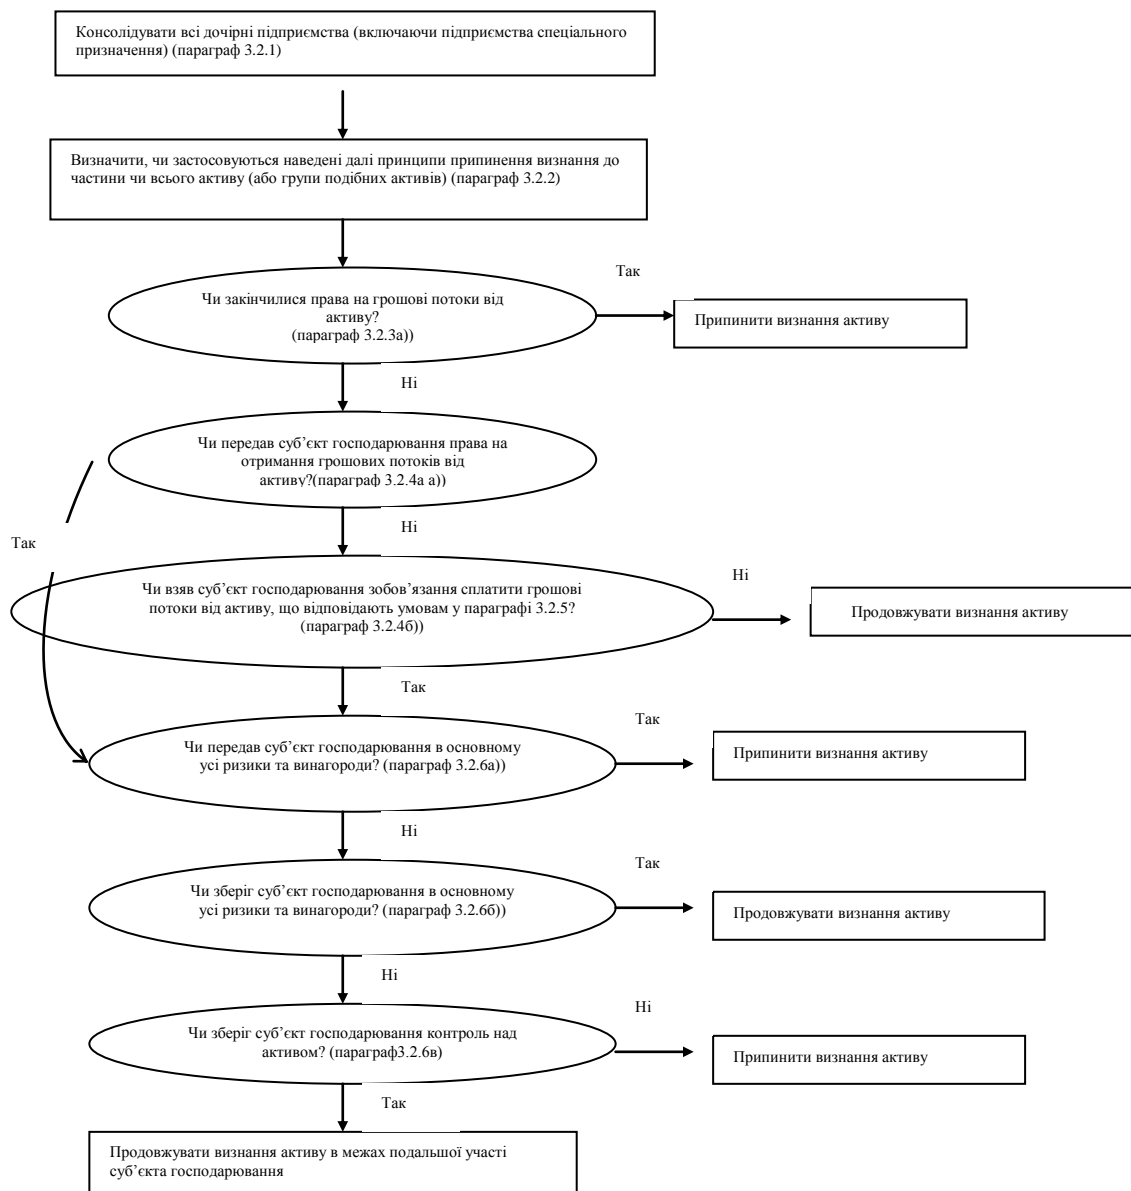 Консолідувати всі дочірні підприємства (включаючи підприємства спеціального
призначення) (параграф 3.2.1)
Визначити, чи застосовуються наведені далі принципи припинення визнання до
частини чи всього активу (або групи подібних активів) (параграф 3.2.2)
Так
Чи закінчилися права на грошові потоки від
активу?
(параграф 3.2.3а))
Припинити визнання активу
Ні
Чи передав суб’єкт господарювання права на
отримання грошових потоків від
активу?(параграф 3.2.4а а))
Ні
Так
Ні
Чи взяв суб’єкт господарювання зобов’язання сплатити грошові
потоки від активу, що відповідають умовам у параграфі 3.2.5?
(параграф 3.2.4б))
Продовжувати визнання активу
Так
Так
Чи передав суб’єкт господарювання в основному
усі ризики та винагороди? (параграф 3.2.6а))
Припинити визнання активу
Ні
Так
Чи зберіг суб’єкт господарювання в основному
усі ризики та винагороди? (параграф 3.2.6б))
Продовжувати визнання активу
Ні
Ні
Чи зберіг суб’єкт господарювання контроль над
активом? (параграф3.2.6в)
Припинити визнання активу
Так
Продовжувати визнання активу в межах подальшої участі
суб’єкта господарювання